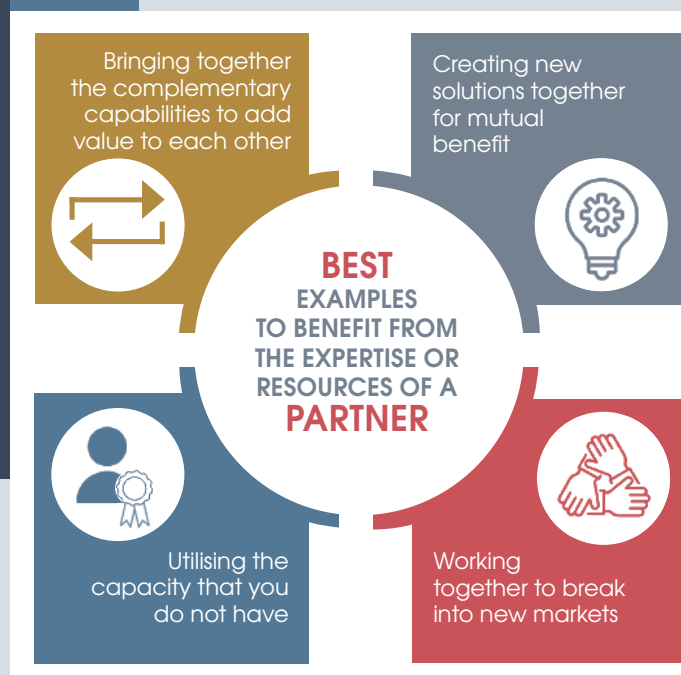 Bringing together
the complementary
capabilities to add
value to each other
Creating new
solutions together
for mutual
benefit
BEST
EXAMPLES
TO BENEFIT FROM
THE EXPERTISE OR
RESOURCES OF A
PARTNER
Utilising the
capacity that you
do not have
Working
together to break
into new markets